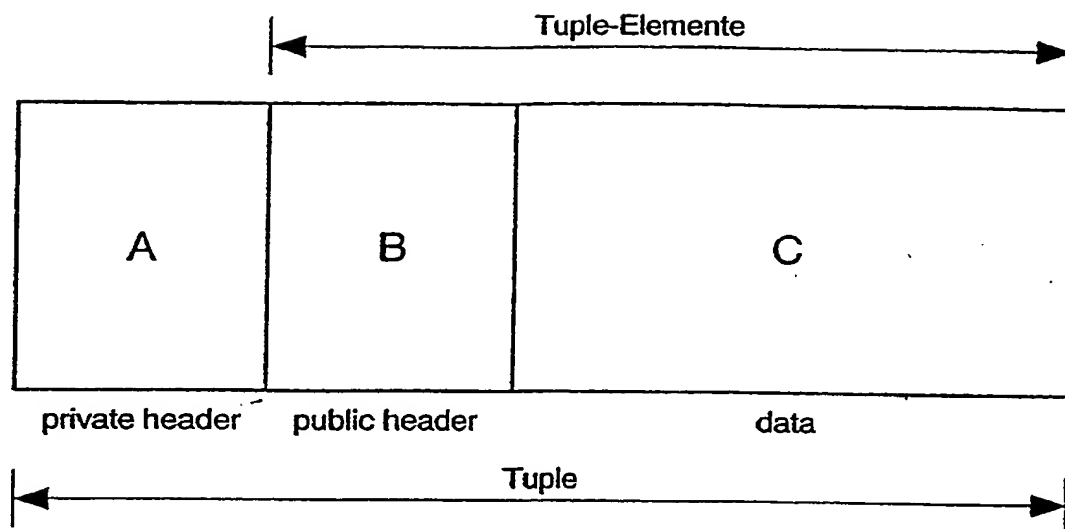 Tuple-Elemente
A
B
C
private header
public header
data
Tuple